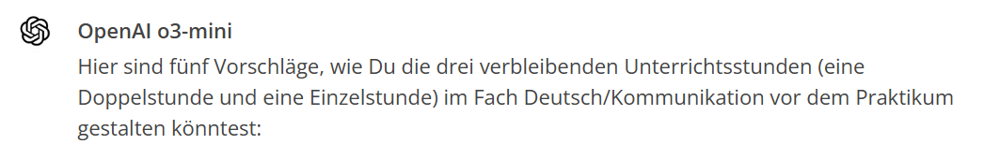 OpenAI o3-mini
Hier sind fünf Vorschläge, wie Du die drei verbleibenden Unterrichtsstunden (eine
Doppelstunde und eine Einzelstunde) im Fach Deutsch/Kommunikation vor dem Praktikum
gestalten könntest: